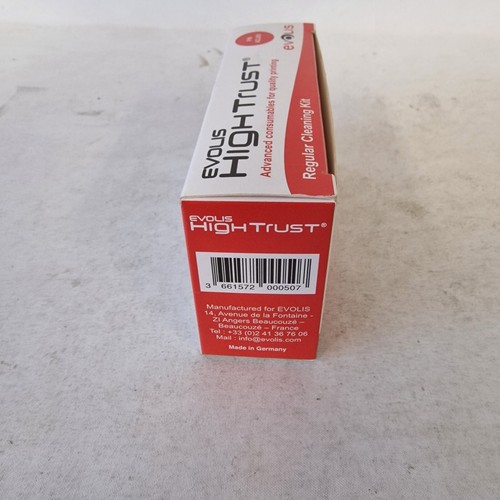 EVOLIS
HIGHTRUST®
Advanced consumables for quality printing
evolis
Regular Cleaning Kit
EVOLIS
HIGHTRUST®
3 661572 000507
Manufactured for EVOLIS
14, Avenue de la Fontaine -
Zi Angers Beaucouzé –
Beaucouzé – France
Tel : +33 (0)2 41 36 76 06
Mail : info@evolis.com
Made in Germany